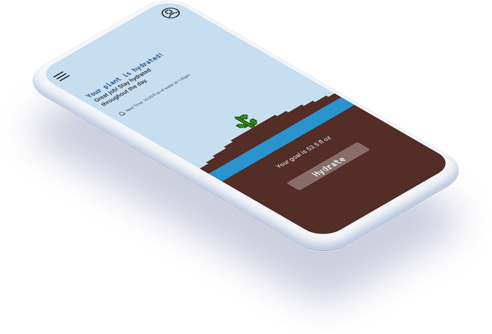 Your plant is hydrated!
Great job! Stay hydrated
throughout the day.
Your goal is 53.5 fl oz
Hydrate